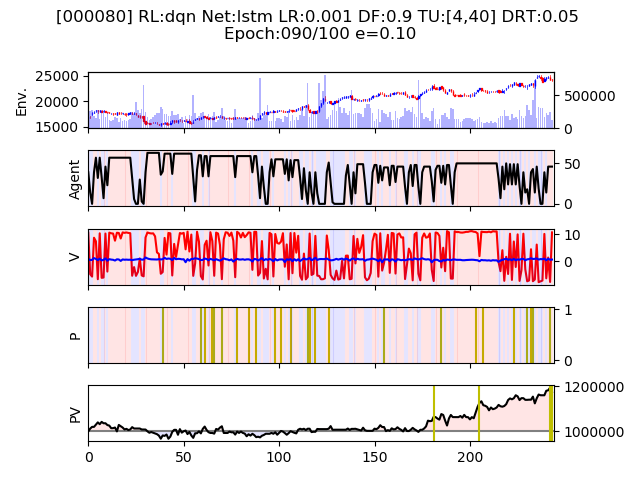 [000080] RL:dqn Net:lstm LR:0.001 DF:0.9 TU:[4,40] DRT:0.05
Epoch:090/100 e=0.10
Env.
25000
20000
15000
500000
0
Agent
50
0
V
10
0
P
1
0
PV
1200000
1000000
0
50
100
150
200